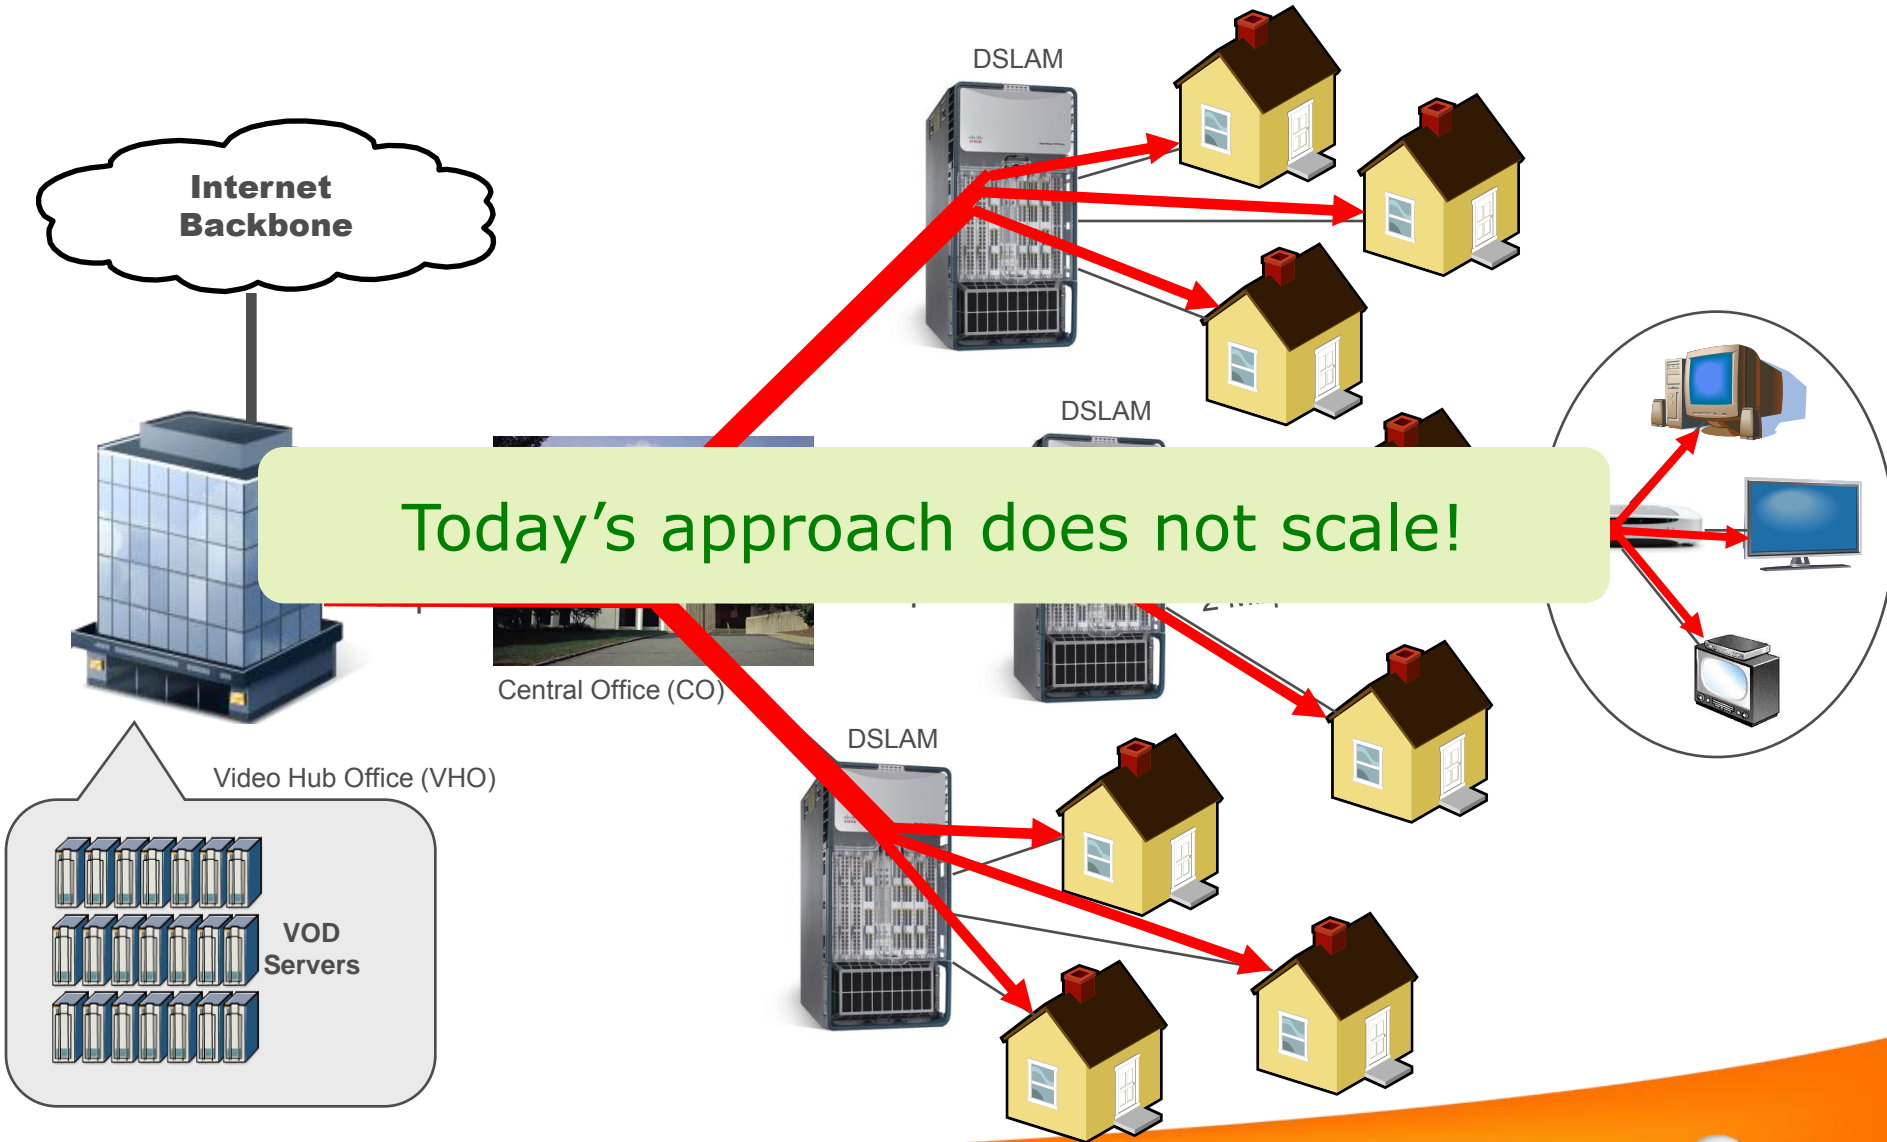 DSLAM
Internet
Backbone
DSLAM
Today's approach does not scale!
Central Office (CO)
DSLAM
Video Hub Office (VHO)
VOD
Servers